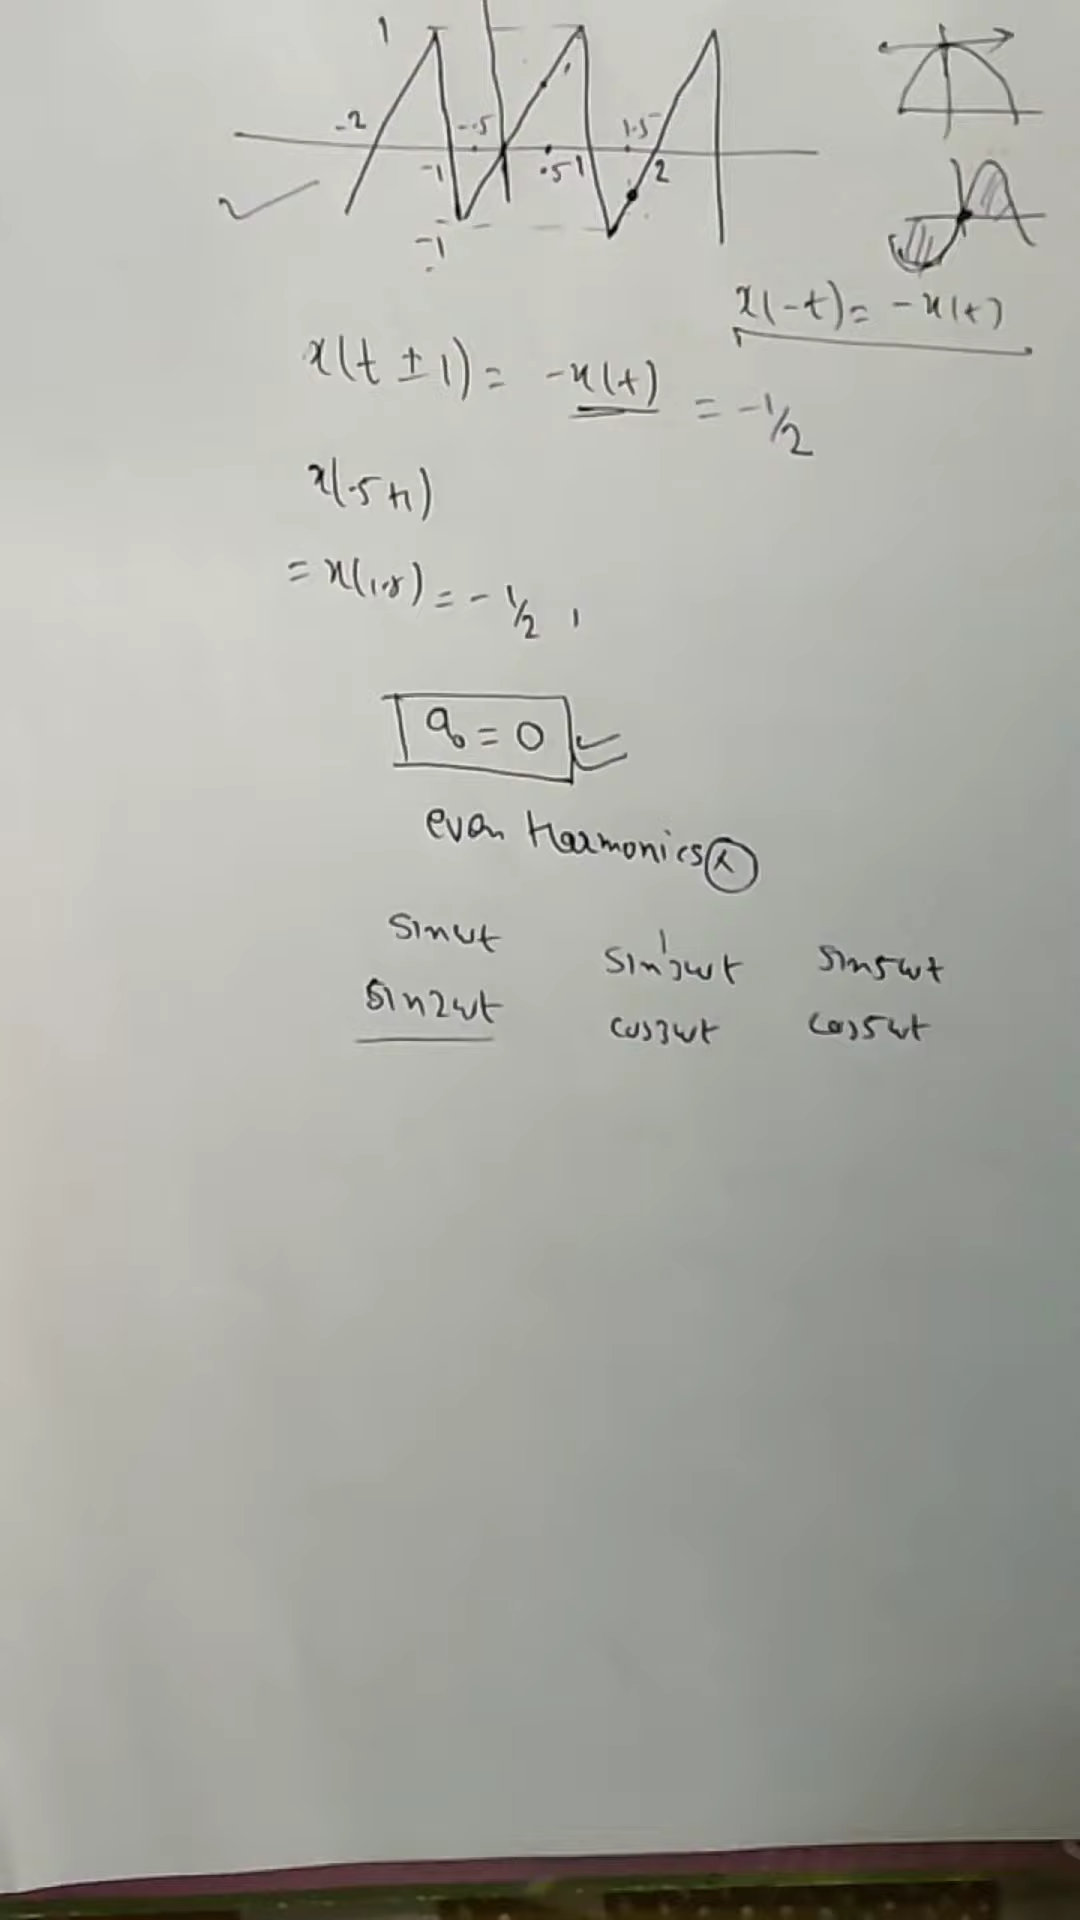 1
-2 -.5 1.5
-1 .5 1 2
-1
x(-t) = -x(t)
x(t ± 1) = -x(t) = -1/2
x(.5+1)
= x(1.5) = -1/2,
a₀ = 0
even Harmonics x
sinωt sin3ωt sin5ωt
sin2ωt cos3ωt cos5ωt